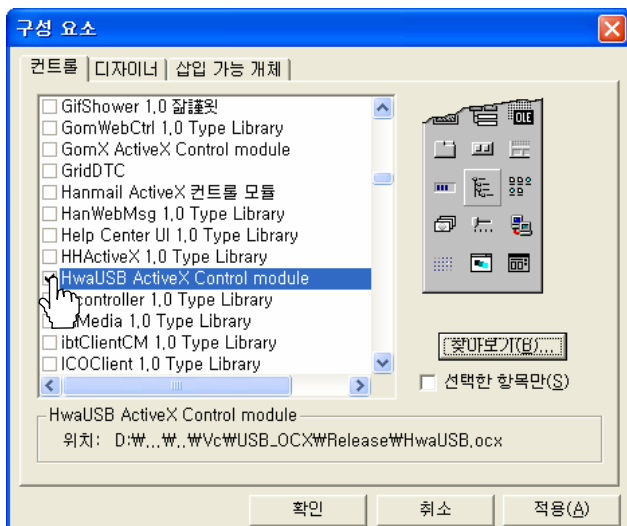 구성 요소
컨트롤 디자이너 삽입 가능 개체
GifShower 1.0 잚謹윗
GomWebCtrl 1.0 Type Library
GomX ActiveX Control module
GridDTC
Hanmail ActiveX 컨트롤 모듈
HanWebMsg 1.0 Type Library
Help Center UI 1.0 Type Library
HHActiveX 1.0 Type Library
HwaUSB ActiveX Control module
controller 1.0 Type Library
Media 1.0 Type Library
ibtClientCM 1.0 Type Library
ICOClient 1.0 Type Library
OLE
찾아보기(B)...
선택한 항목만(S)
HwaUSB ActiveX Control module
위치: D:₩...₩..₩Vc₩USB_OCX₩Release₩HwaUSB.ocx
확인 취소 적용(A)